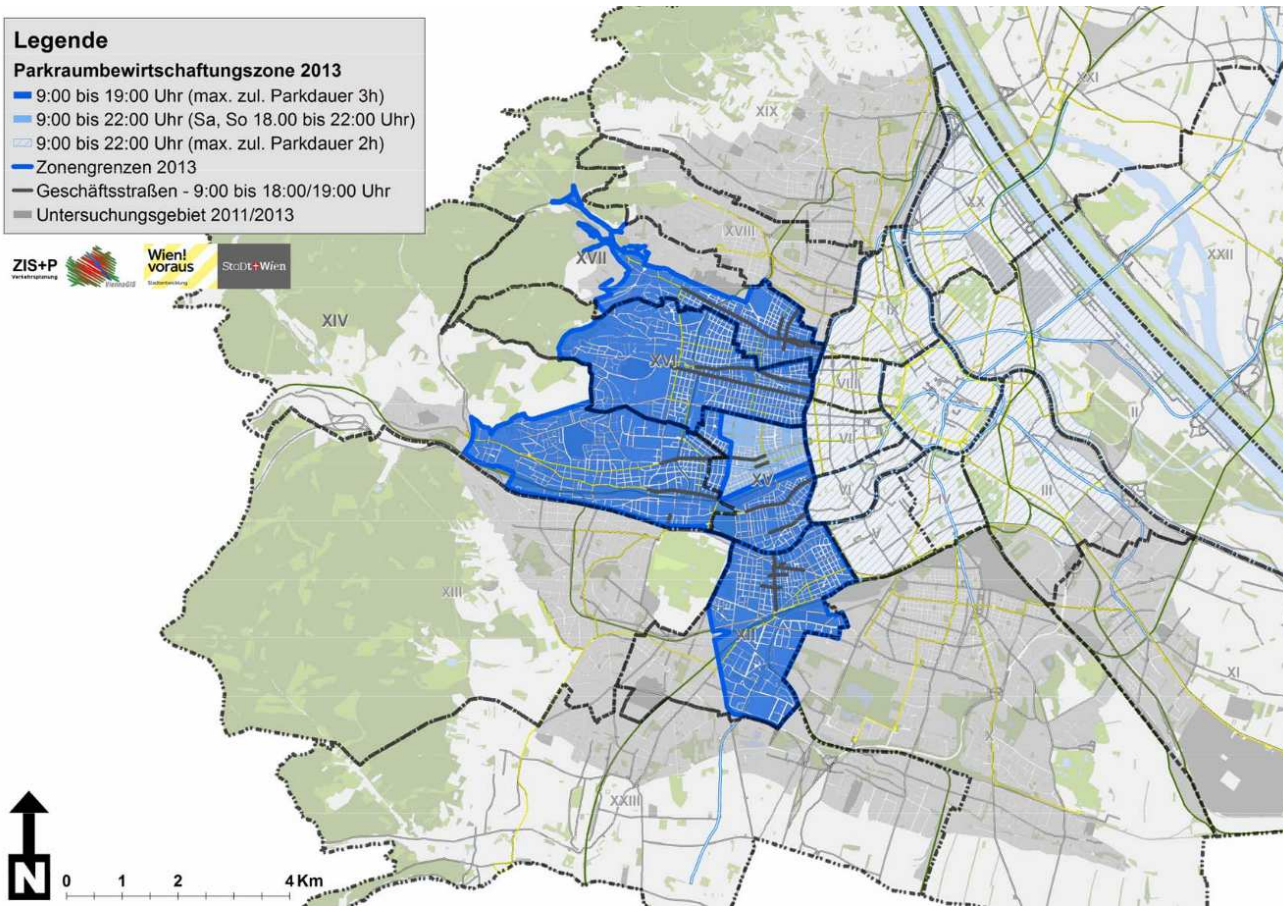 Legende
Parkraumbewirtschaftungszone 2013
9:00 bis 19:00 Uhr (max. zul. Parkdauer 3h)
9:00 bis 22:00 Uhr (Sa, So 18.00 bis 22:00 Uhr)
9:00 bis 22:00 Uhr (max. zul. Parkdauer 2h)
Zonengrenzen 2013
Geschäftsstraßen - 9:00 bis 18:00/19:00 Uhr
Untersuchungsgebiet 2011/2013
ZIS+P
Verkehrsplanung
Wien!
voraus
Stadtentwicklung
StaDt+Wien
XXI
XIX
XX
XVIII
XXII
XVII
IX
XIV
XVI
VIII
II
VII
XV
VI
IV
III
V
XIII
XII
XI
X
XXIII
N
0 1 2 4 Km